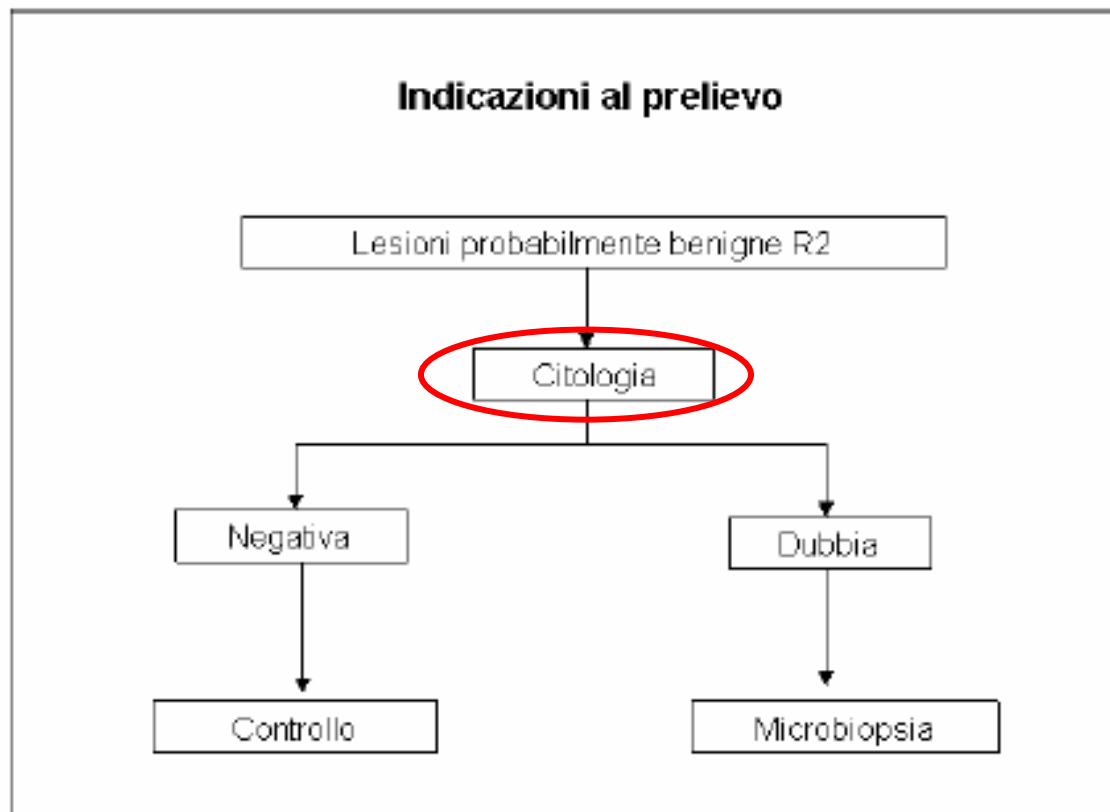 Indicazioni al prelievo
Lesioni probabilmente benigne R2
Citologia
Negativa
Dubbia
Controllo
Microbiopsia